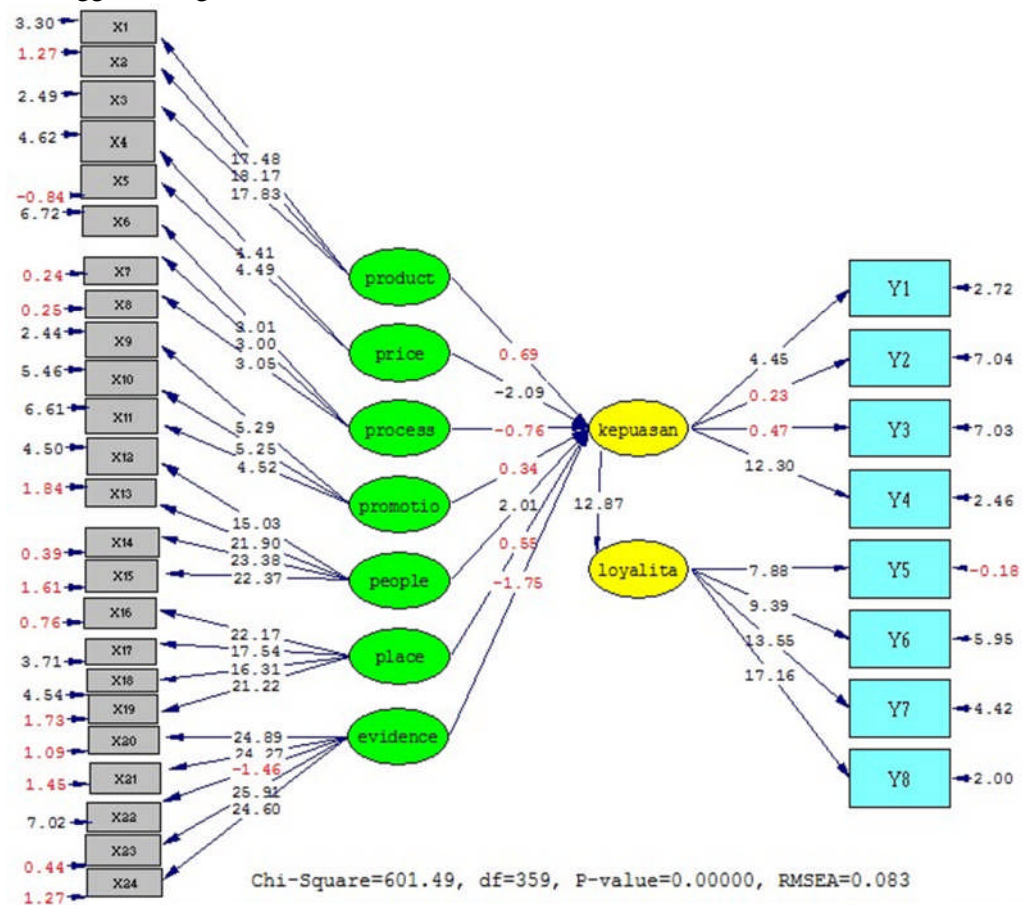 3.30 X1
1.27 X2
2.49 X3
4.62 X4
-0.84 X5
6.72 X6
0.24 X7
0.25 X8
2.44 X9
5.46 X10
6.61 X11
4.50 X12
1.84 X13
0.39 X14
1.61 X15
0.76 X16
3.71 X17
4.54 X18
1.73 X19
1.09 X20
1.45 X21
7.02 X22
0.44 X23
1.27 X24
17.48
18.17
17.83
4.41
4.49
3.01
3.00
3.05
5.29
5.25
4.52
15.03
21.90
23.38
22.37
22.17
17.54
16.31
21.22
24.89
24.27
-1.46
25.91
24.60
product
price
process
promotio
people
place
evidence
0.69
-2.09
-0.76
0.34
2.01
0.55
-1.75
kepuasan
12.87
loyalita
4.45
0.23
0.47
12.30
7.88
9.39
13.55
17.16
Y1 2.72
Y2 7.04
Y3 7.03
Y4 2.46
Y5 -0.18
Y6 5.95
Y7 4.42
Y8 2.00
Chi-Square=601.49, df=359, P-value=0.00000, RMSEA=0.083